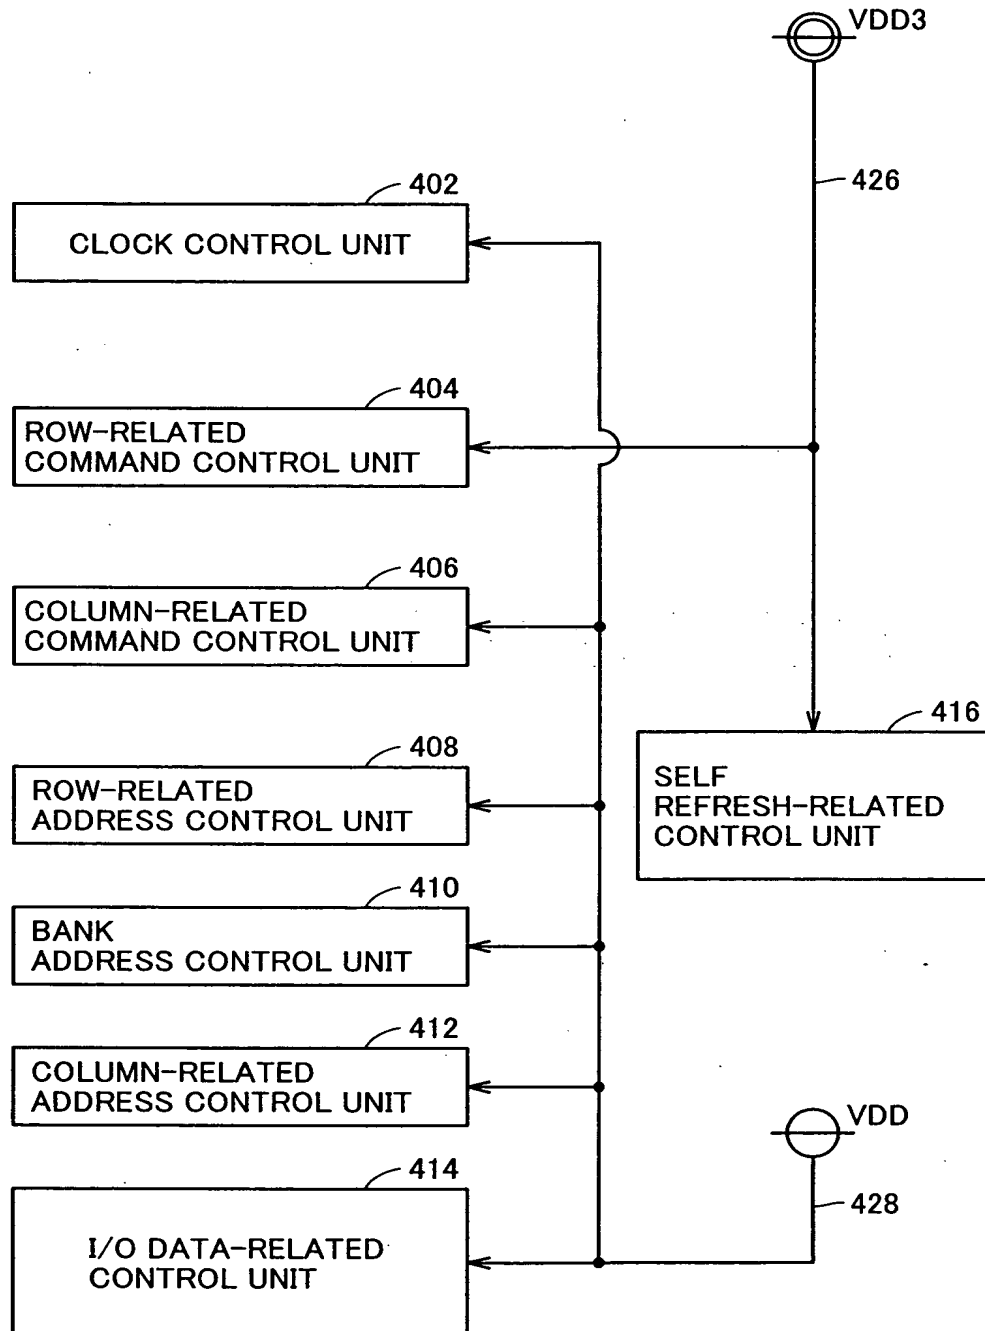 VDD3
426
402
CLOCK CONTROL UNIT
404
ROW-RELATED
COMMAND CONTROL UNIT
406
COLUMN-RELATED
COMMAND CONTROL UNIT
408
ROW-RELATED
ADDRESS CONTROL UNIT
416
SELF
REFRESH-RELATED
CONTROL UNIT
410
BANK
ADDRESS CONTROL UNIT
412
COLUMN-RELATED
ADDRESS CONTROL UNIT
VDD
428
414
I/O DATA-RELATED
CONTROL UNIT